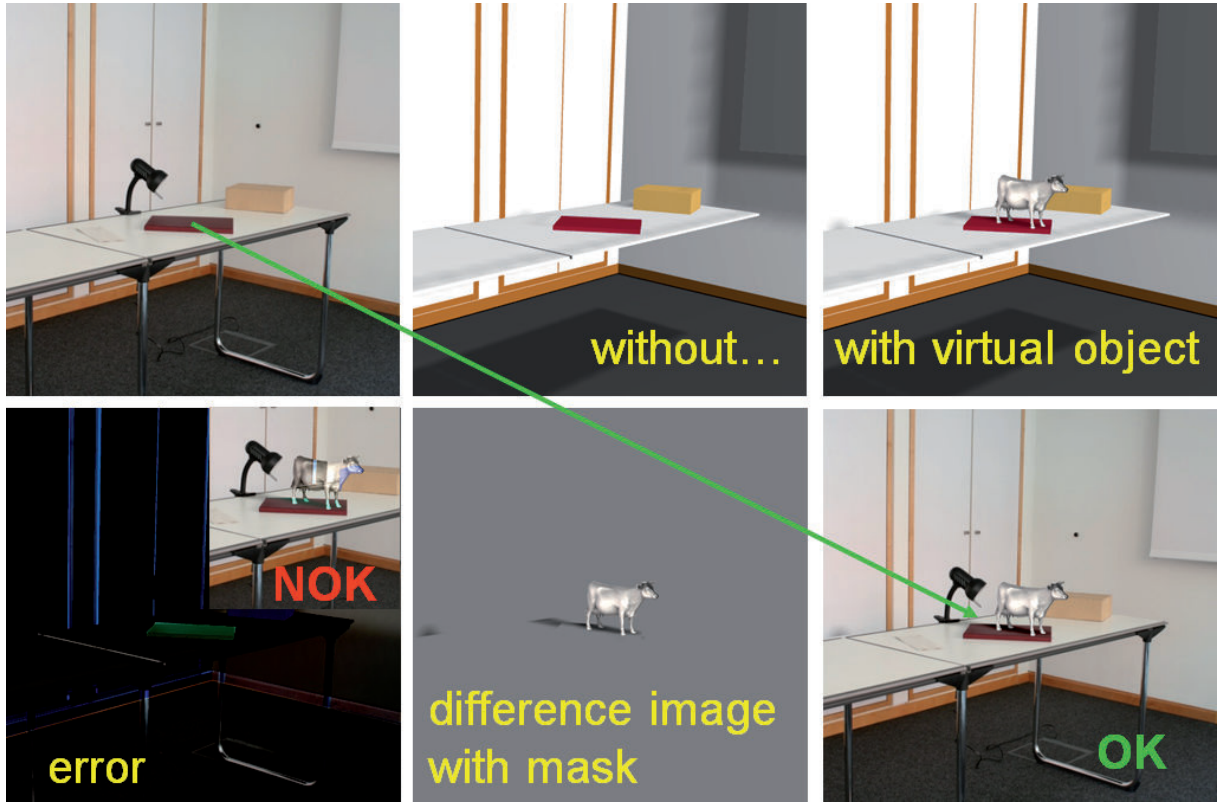 without…
with virtual object
NOK
error
difference image
with mask
OK